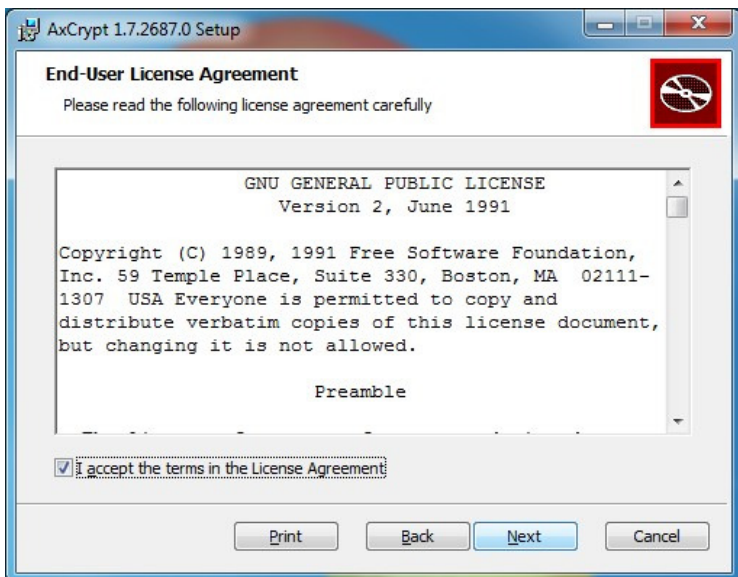 AxCrypt 1.7.2687.0 Setup
End-User License Agreement
Please read the following license agreement carefully
GNU GENERAL PUBLIC LICENSE
Version 2, June 1991
Copyright (C) 1989, 1991 Free Software Foundation,
Inc. 59 Temple Place, Suite 330, Boston, MA  02111-
1307  USA Everyone is permitted to copy and
distribute verbatim copies of this license document,
but changing it is not allowed.
Preamble
I accept the terms in the License Agreement
Print Back Next Cancel